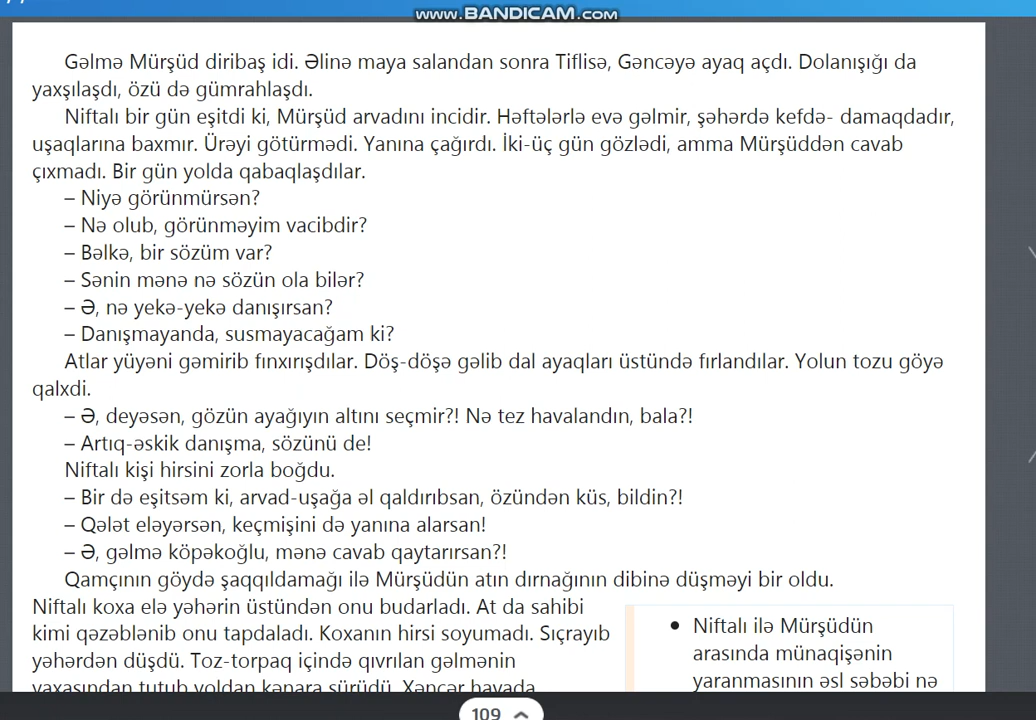 www.BANDICAM.com
Gəlmə Mürşüd diribaş idi. Əlinə maya salandan sonra Tiflisə, Gəncəyə ayaq açdı. Dolanışığı da
yaxşılaşdı, özü də gümrahlaşdı.
Niftalı bir gün eşitdi ki, Mürşüd arvadını incidir. Həftələrlə evə gəlmir, şəhərdə kefdə- damaqdadır,
uşaqlarına baxmır. Ürəyi götürmədi. Yanına çağırdı. İki-üç gün gözlədi, amma Mürşüddən cavab
çıxmadı. Bir gün yolda qabaqlaşdılar.
– Niyə görünmürsən?
– Nə olub, görünməyim vacibdir?
– Bəlkə, bir sözüm var?
– Sənin mənə nə sözün ola bilər?
– Ə, nə yekə-yekə danışırsan?
– Danışmayanda, susmayacağam ki?
Atlar yüyəni gəmirib fınxırışdılar. Döş-döşə gəlib dal ayaqları üstündə fırlandılar. Yolun tozu göyə
qalxdi.
– Ə, deyəsən, gözün ayağıyın altını seçmir?! Nə tez havalandın, bala?!
– Artıq-əskik danışma, sözünü de!
Niftalı kişi hirsini zorla boğdu.
– Bir də eşitsəm ki, arvad-uşağa əl qaldırıbsan, özündən küs, bildin?!
– Qələt eləyərsən, keçmişini də yanına alarsan!
– Ə, gəlmə köpəkoğlu, mənə cavab qaytarırsan?!
Qamçının göydə şaqqıldamağı ilə Mürşüdün atın dırnağının dibinə düşməyi bir oldu.
Niftalı koxa elə yəhərin üstündən onu budarladı. At da sahibi
kimi qəzəblənib onu tapdaladı. Koxanın hirsi soyumadı. Sıçrayıb
yəhərdən düşdü. Toz-torpaq içində qıvrılan gəlmənin
yaxasından tutub yoldan kənara sürüdü. Xəncər havada
• Niftalı ilə Mürşüdün
arasında münaqişənin
yaranmasının əsl səbəbi nə
109